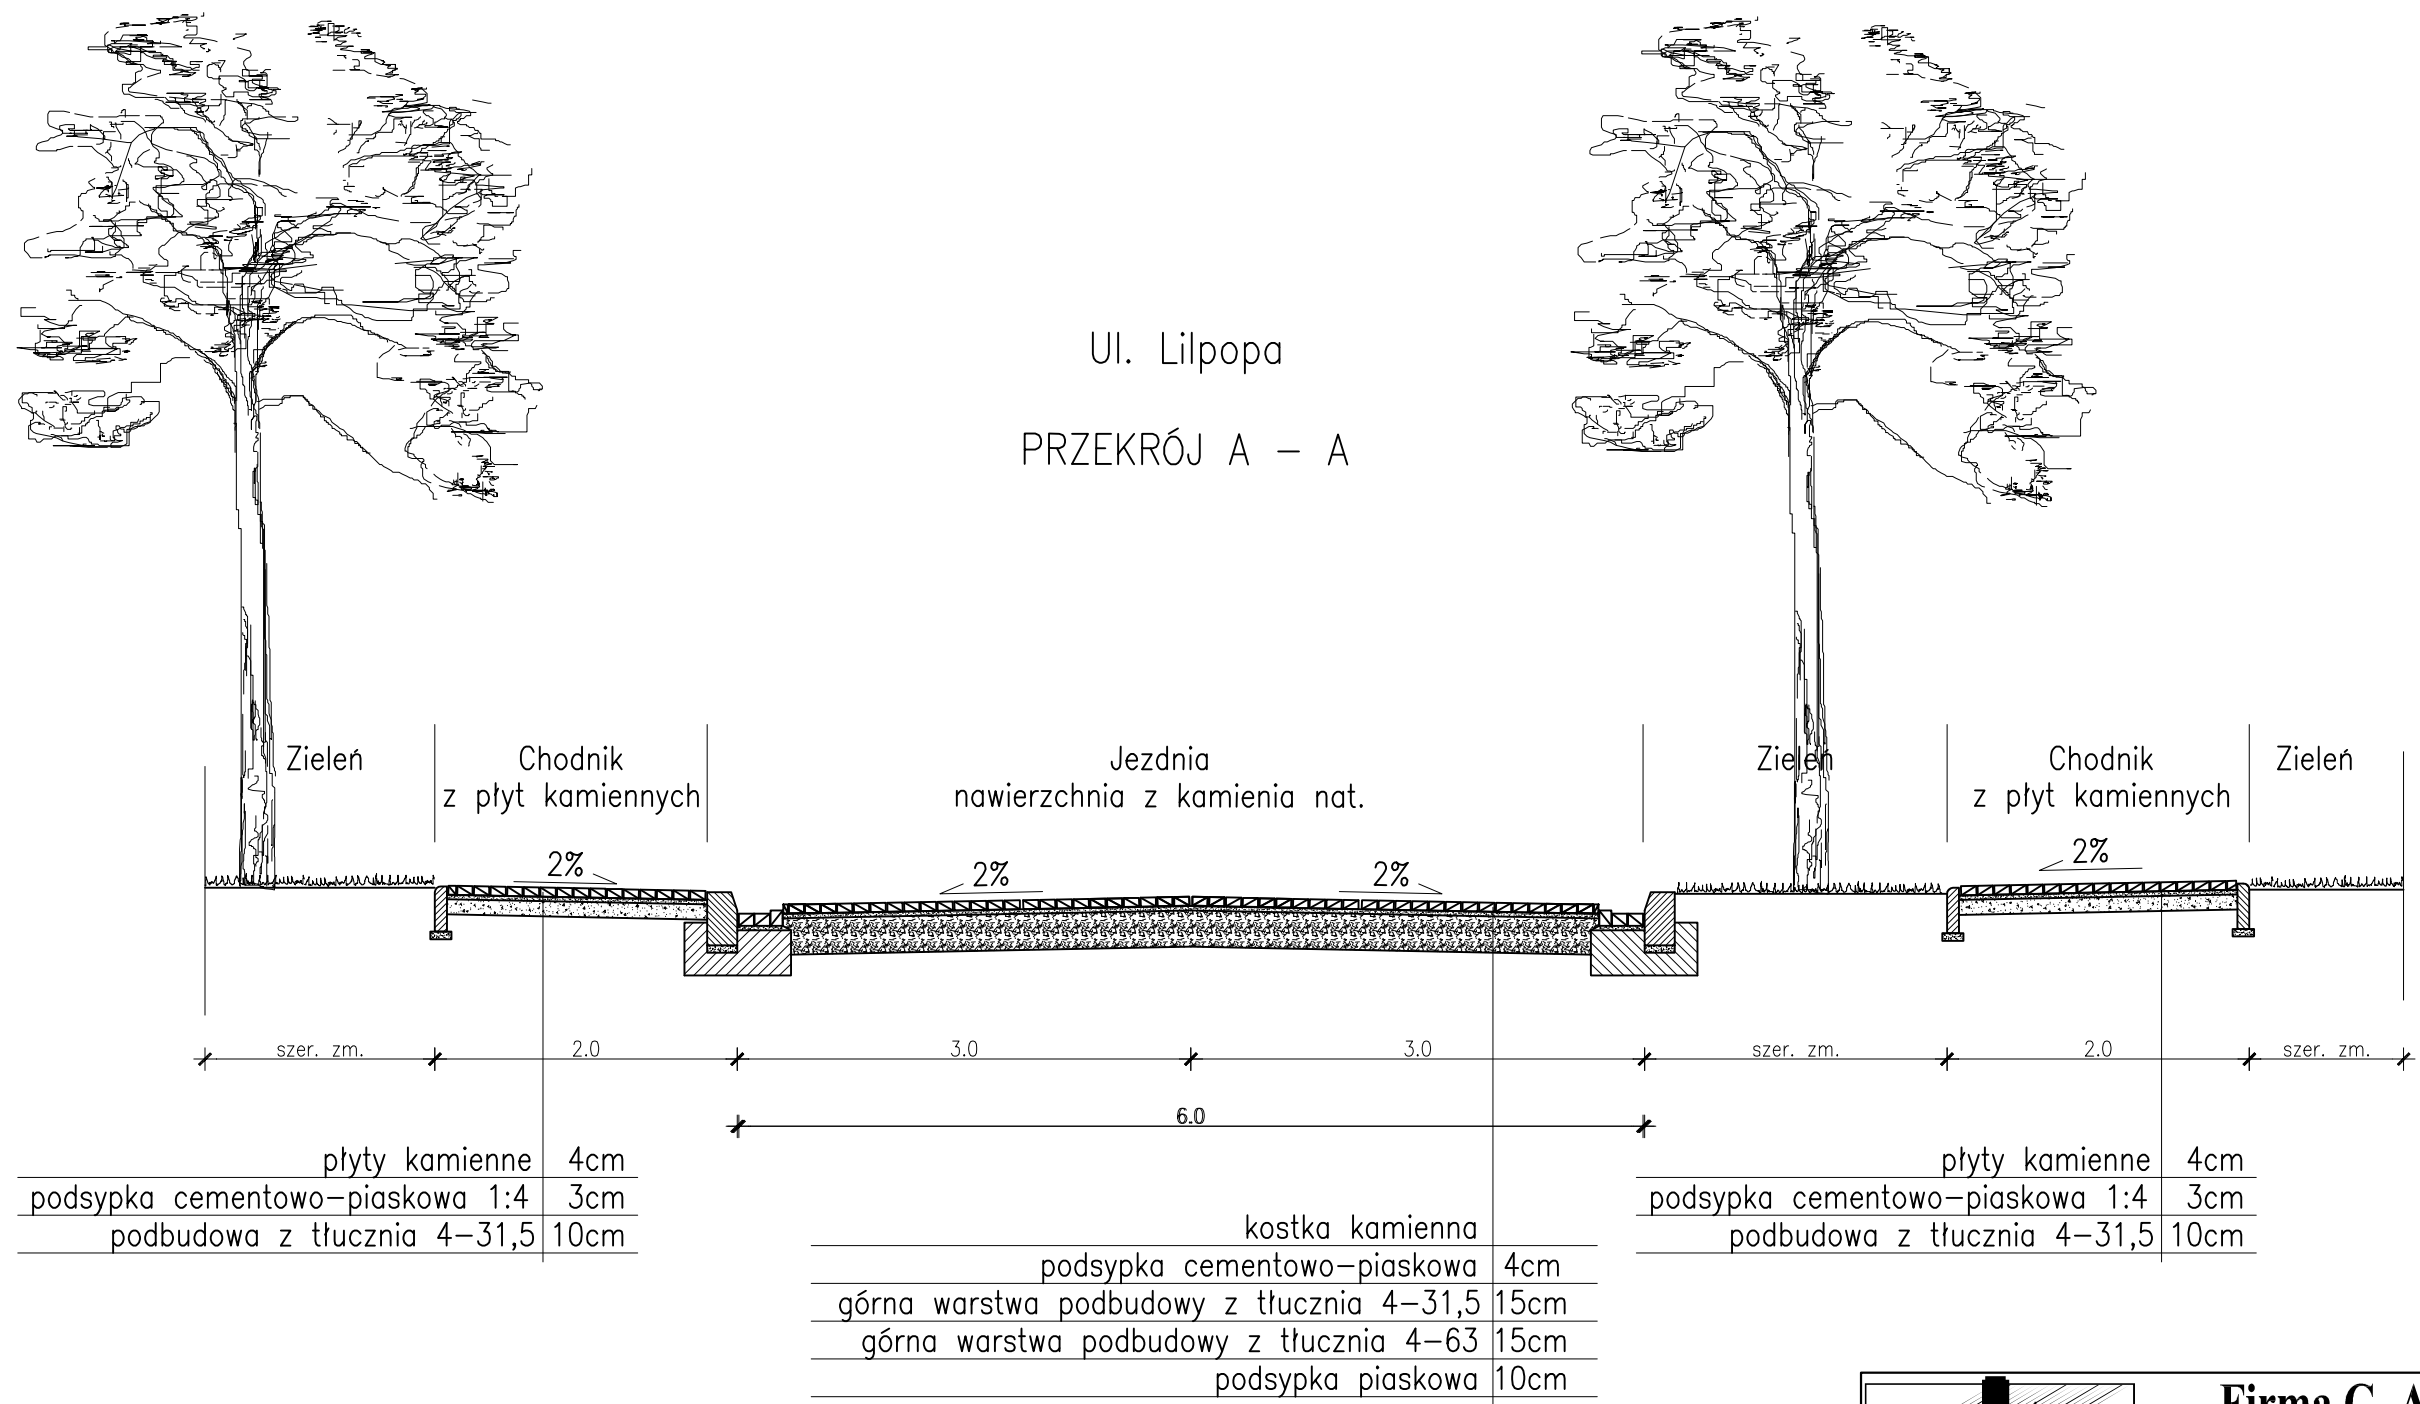 Ul. Lilpopa
PRZEKRÓJ A – A
Zieleń
Chodnik
z płyt kamiennych
Jezdnia
nawierzchnia z kamienia nat.
Zieleń
Chodnik
z płyt kamiennych
Zieleń
2%
2%
2%
2%
szer. zm.
2.0
3.0
3.0
szer. zm.
2.0
szer. zm.
6.0
płyty kamienne 4cm
podsypka cementowo–piaskowa 1:4 3cm
podbudowa z tłucznia 4–31,5 10cm
kostka kamienna
podsypka cementowo–piaskowa 4cm
górna warstwa podbudowy z tłucznia 4–31,5 15cm
górna warstwa podbudowy z tłucznia 4–63 15cm
podsypka piaskowa 10cm
płyty kamienne 4cm
podsypka cementowo–piaskowa 1:4 3cm
podbudowa z tłucznia 4–31,5 10cm
Firma C. A